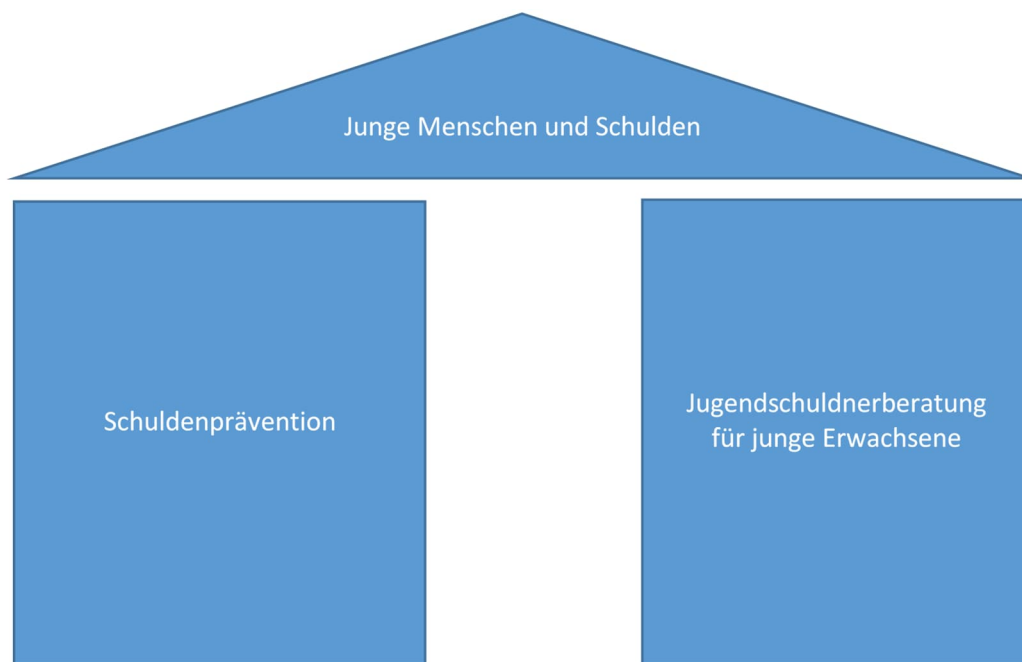 Junge Menschen und Schulden
Schuldenprävention
Jugendschuldnerberatung
für junge Erwachsene